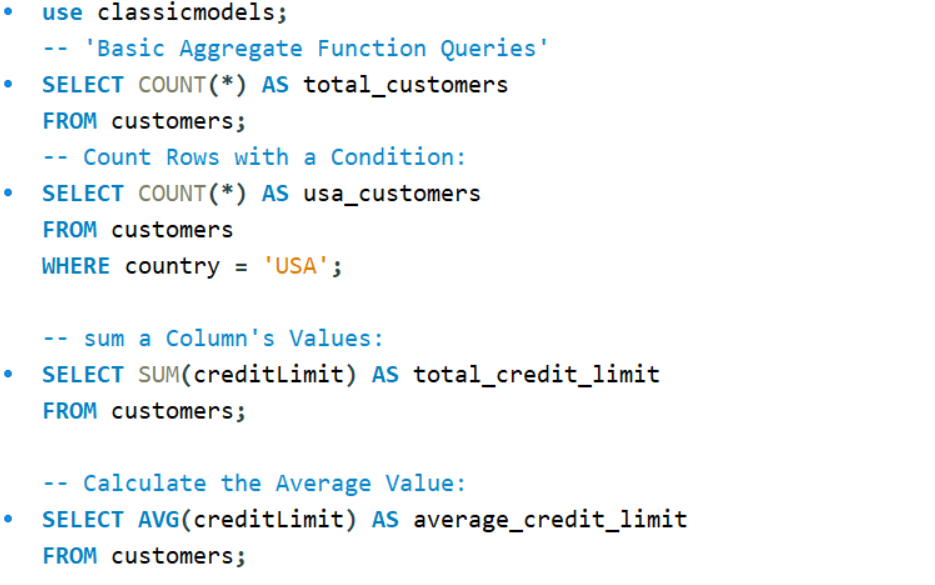 use classicmodels;
-- 'Basic Aggregate Function Queries'
SELECT COUNT(*) AS total_customers
FROM customers;
-- Count Rows with a Condition:
SELECT COUNT(*) AS usa_customers
FROM customers
WHERE country = 'USA';
-- sum a Column's Values:
SELECT SUM(creditLimit) AS total_credit_limit
FROM customers;
-- Calculate the Average Value:
SELECT AVG(creditLimit) AS average_credit_limit
FROM customers;